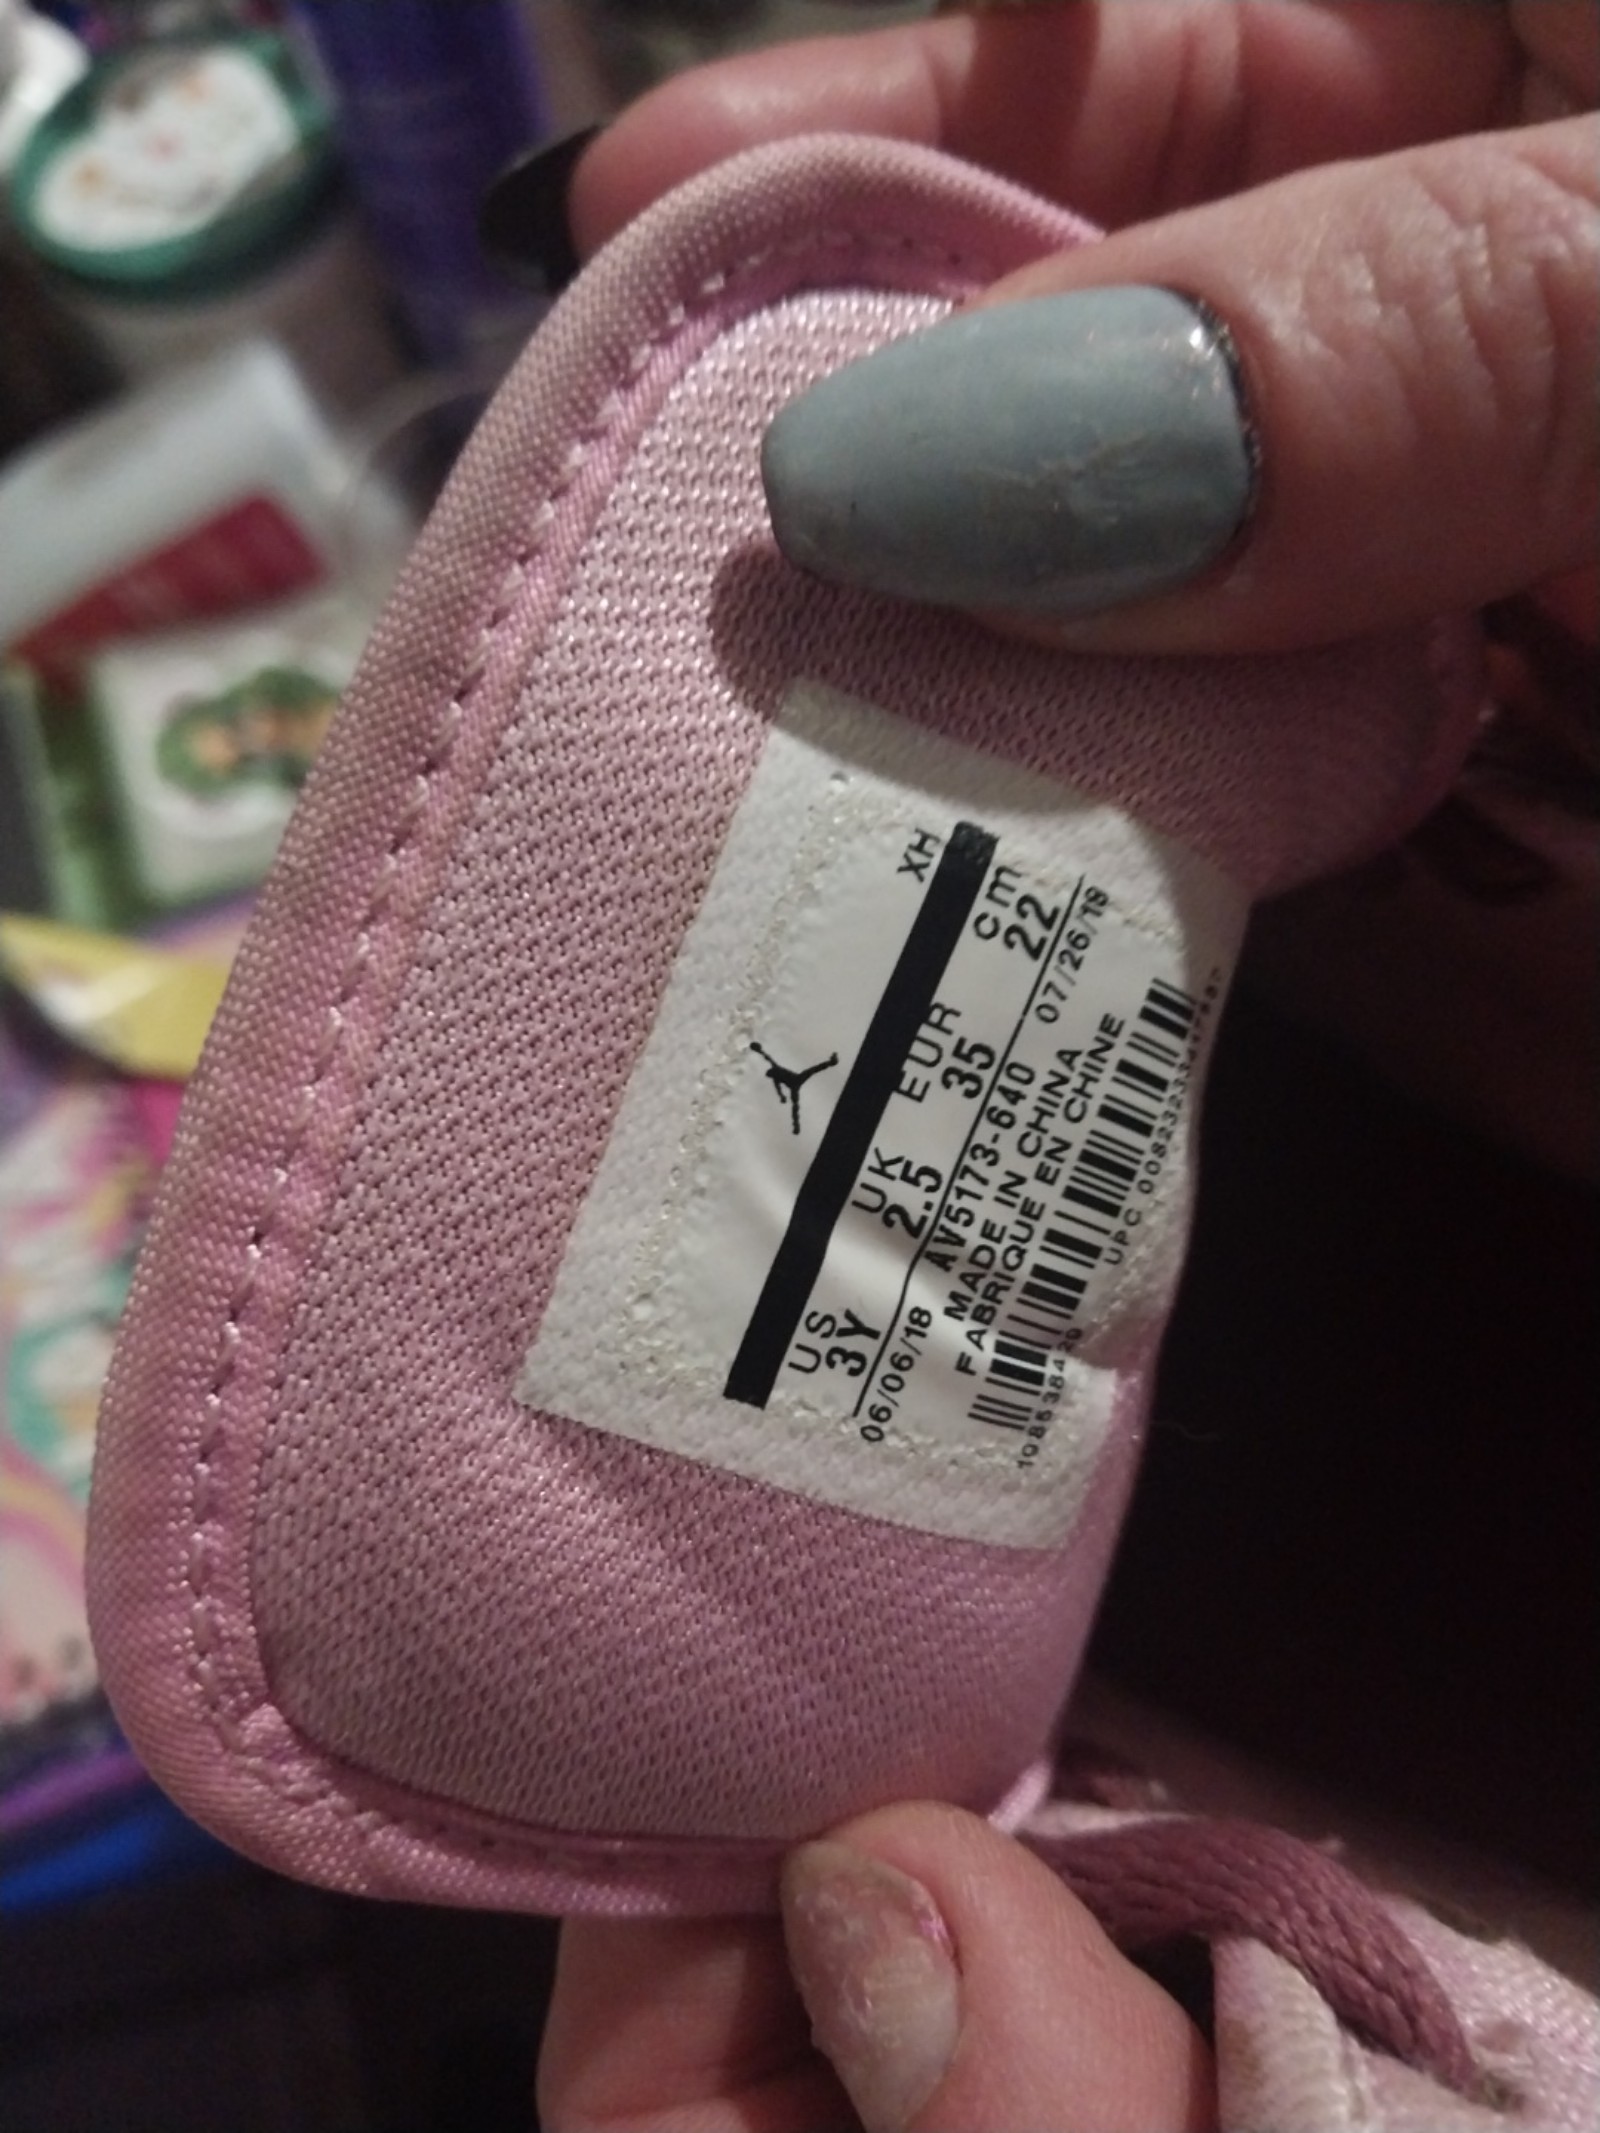 XH
US UK EUR cm
3Y 2.5 35 22
06/06/18 AV5173-640 07/26/18
MADE IN CHINA
FABRIQUE EN CHINE